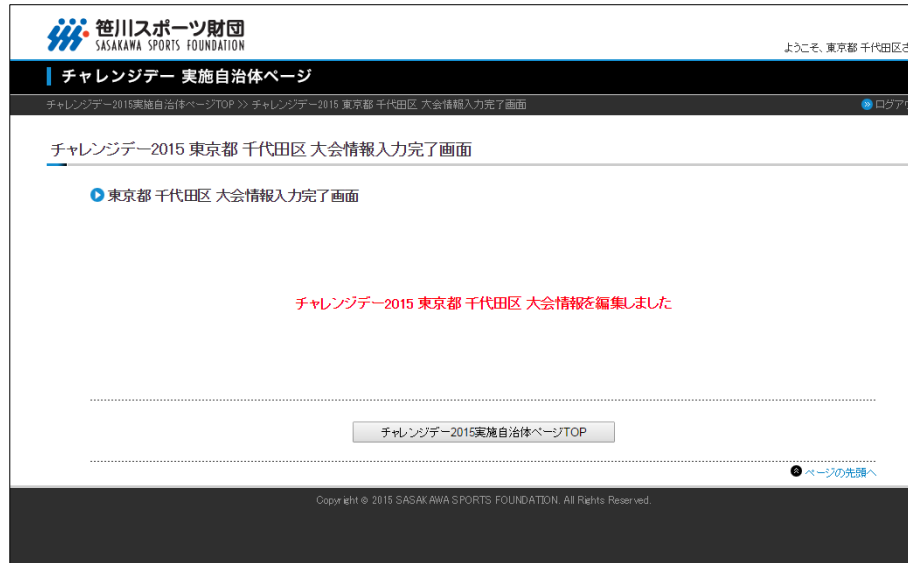 笹川スポーツ財団
SASAKAWA SPORTS FOUNDATION
ようこそ、東京都 千代田区さ
チャレンジデー 実施自治体ページ
チャレンジデー2015実施自治体ページTOP >> チャレンジデー2015 東京都 千代田区 大会情報入力完了画面
ログアウ
チャレンジデー2015 東京都 千代田区 大会情報入力完了画面
東京都 千代田区 大会情報入力完了画面
チャレンジデー2015 東京都 千代田区 大会情報を編集しました
チャレンジデー2015実施自治体ページTOP
ページの先頭へ
Copyright © 2015 SASAKAWA SPORTS FOUNDATION. All Rights Reserved.